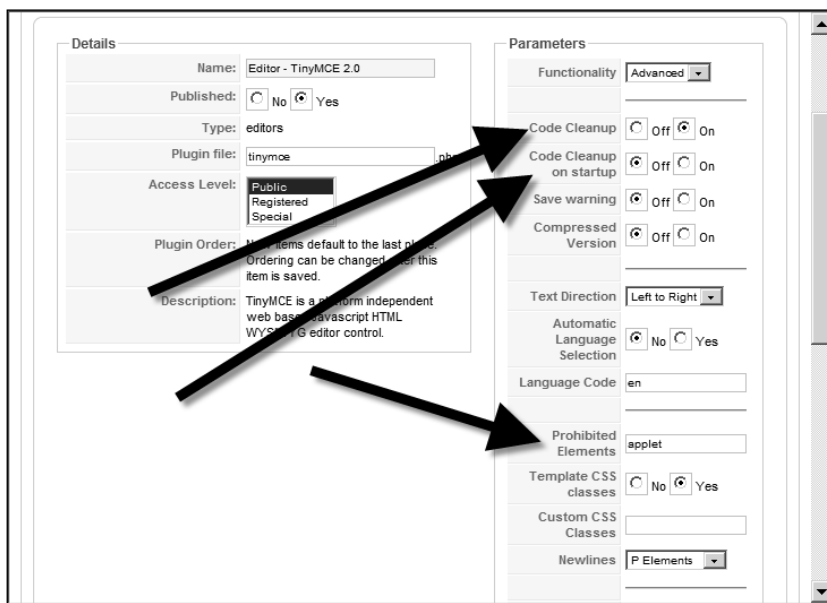 Details
Name: Editor - TinyMCE 2.0
Published: No Yes
Type: editors
Plugin file: tinymce
Access Level: Public
Registered
Special
Plugin Order: items default to the last
Ordering can be changed this
item is saved.
Description: TinyMCE is a independent
web Javascript HTML
editor control.
Parameters
Functionality Advanced
Code Cleanup Off On
Code Cleanup
on startup Off On
Save warning Off On
Compressed
Version Off On
Text Direction Left to Right
Automatic
Language
Selection No Yes
Language Code en
Prohibited
Elements applet
Template CSS
classes No Yes
Custom CSS
Classes
Newlines P Elements